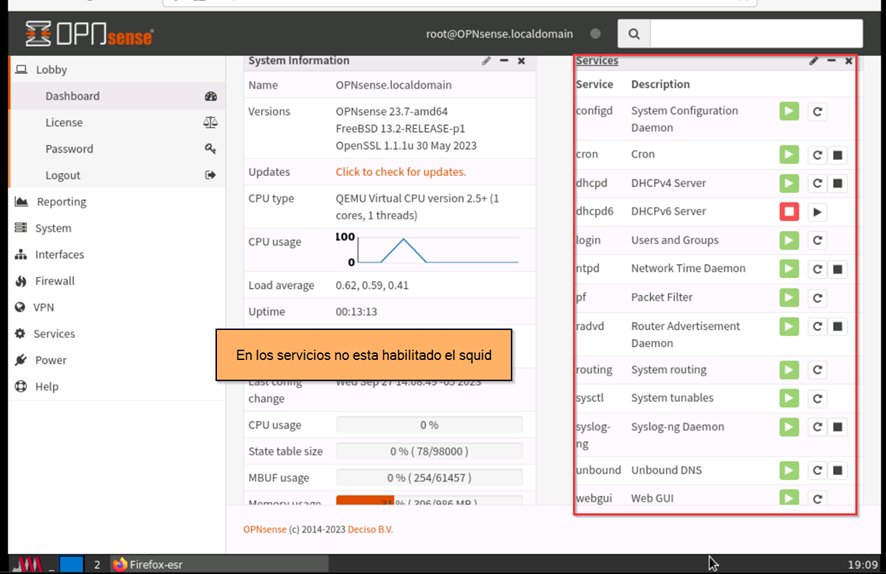 OPNsense
root@OPNsense.localdomain
Lobby
Dashboard
License
Password
Logout
Reporting
System
Interfaces
Firewall
VPN
Services
Power
Help
System Information
Name OPNsense.localdomain
Versions OPNsense 23.7-amd64
FreeBSD 13.2-RELEASE-p1
OpenSSL 1.1.1u 30 May 2023
Updates Click to check for updates.
CPU type QEMU Virtual CPU version 2.5+ (1
cores, 1 threads)
CPU usage 100
0
Load average 0.62, 0.59, 0.41
Uptime 00:13:13
En los servicios no esta habilitado el squid
Last config Wed Sep 27 14:08:49 -05 2023
change
CPU usage 0 %
State table size 0 % ( 78/98000 )
MBUF usage 0 % ( 254/61457 )
Memory usage 31 % ( 306/986 MB )
Services
Service Description
configd System Configuration
Daemon
cron Cron
dhcpd DHCPv4 Server
dhcpd6 DHCPv6 Server
login Users and Groups
ntpd Network Time Daemon
pf Packet Filter
radvd Router Advertisement
Daemon
routing System routing
sysctl System tunables
syslog- Syslog-ng Daemon
ng
unbound Unbound DNS
webgui Web GUI
OPNsense (c) 2014-2023 Deciso B.V.
2 Firefox-esr 19:09